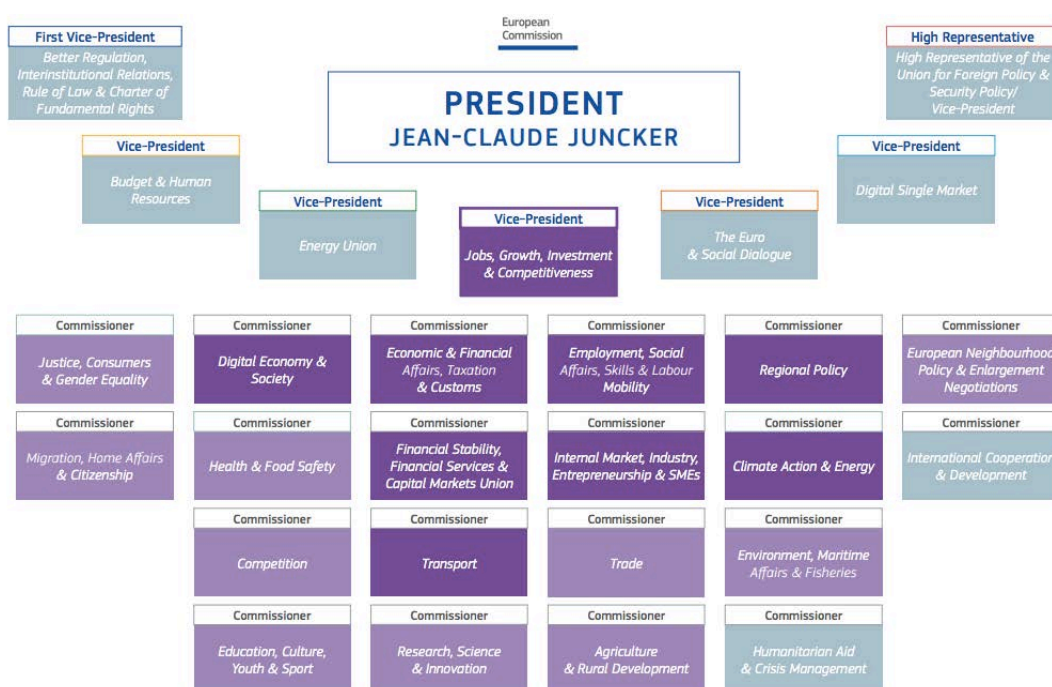 European
Commission
First Vice-President
Better Regulation,
Interinstitutional Relations,
Rule of Law & Charter of
Fundamental Rights
High Representative
High Representative of the
Union for Foreign Policy &
Security Policy/
Vice-President
PRESIDENT
JEAN-CLAUDE JUNCKER
Vice-President
Budget & Human
Resources
Vice-President
Digital Single Market
Vice-President
Energy Union
Vice-President
Jobs, Growth, Investment
& Competitiveness
Vice-President
The Euro
& Social Dialogue
Commissioner
Justice, Consumers
& Gender Equality
Commissioner
Digital Economy &
Society
Commissioner
Economic & Financial
Affairs, Taxation
& Customs
Commissioner
Employment, Social
Affairs, Skills & Labour
Mobility
Commissioner
Regional Policy
Commissioner
European Neighbourhood
Policy & Enlargement
Negotiations
Commissioner
Migration, Home Affairs
& Citizenship
Commissioner
Health & Food Safety
Commissioner
Financial Stability,
Financial Services &
Capital Markets Union
Commissioner
Internal Market, Industry,
Entrepreneurship & SMEs
Commissioner
Climate Action & Energy
Commissioner
International Cooperation
& Development
Commissioner
Competition
Commissioner
Transport
Commissioner
Trade
Commissioner
Environment, Maritime
Affairs & Fisheries
Commissioner
Education, Culture,
Youth & Sport
Commissioner
Research, Science
& Innovation
Commissioner
Agriculture
& Rural Development
Commissioner
Humanitarian Aid
& Crisis Management